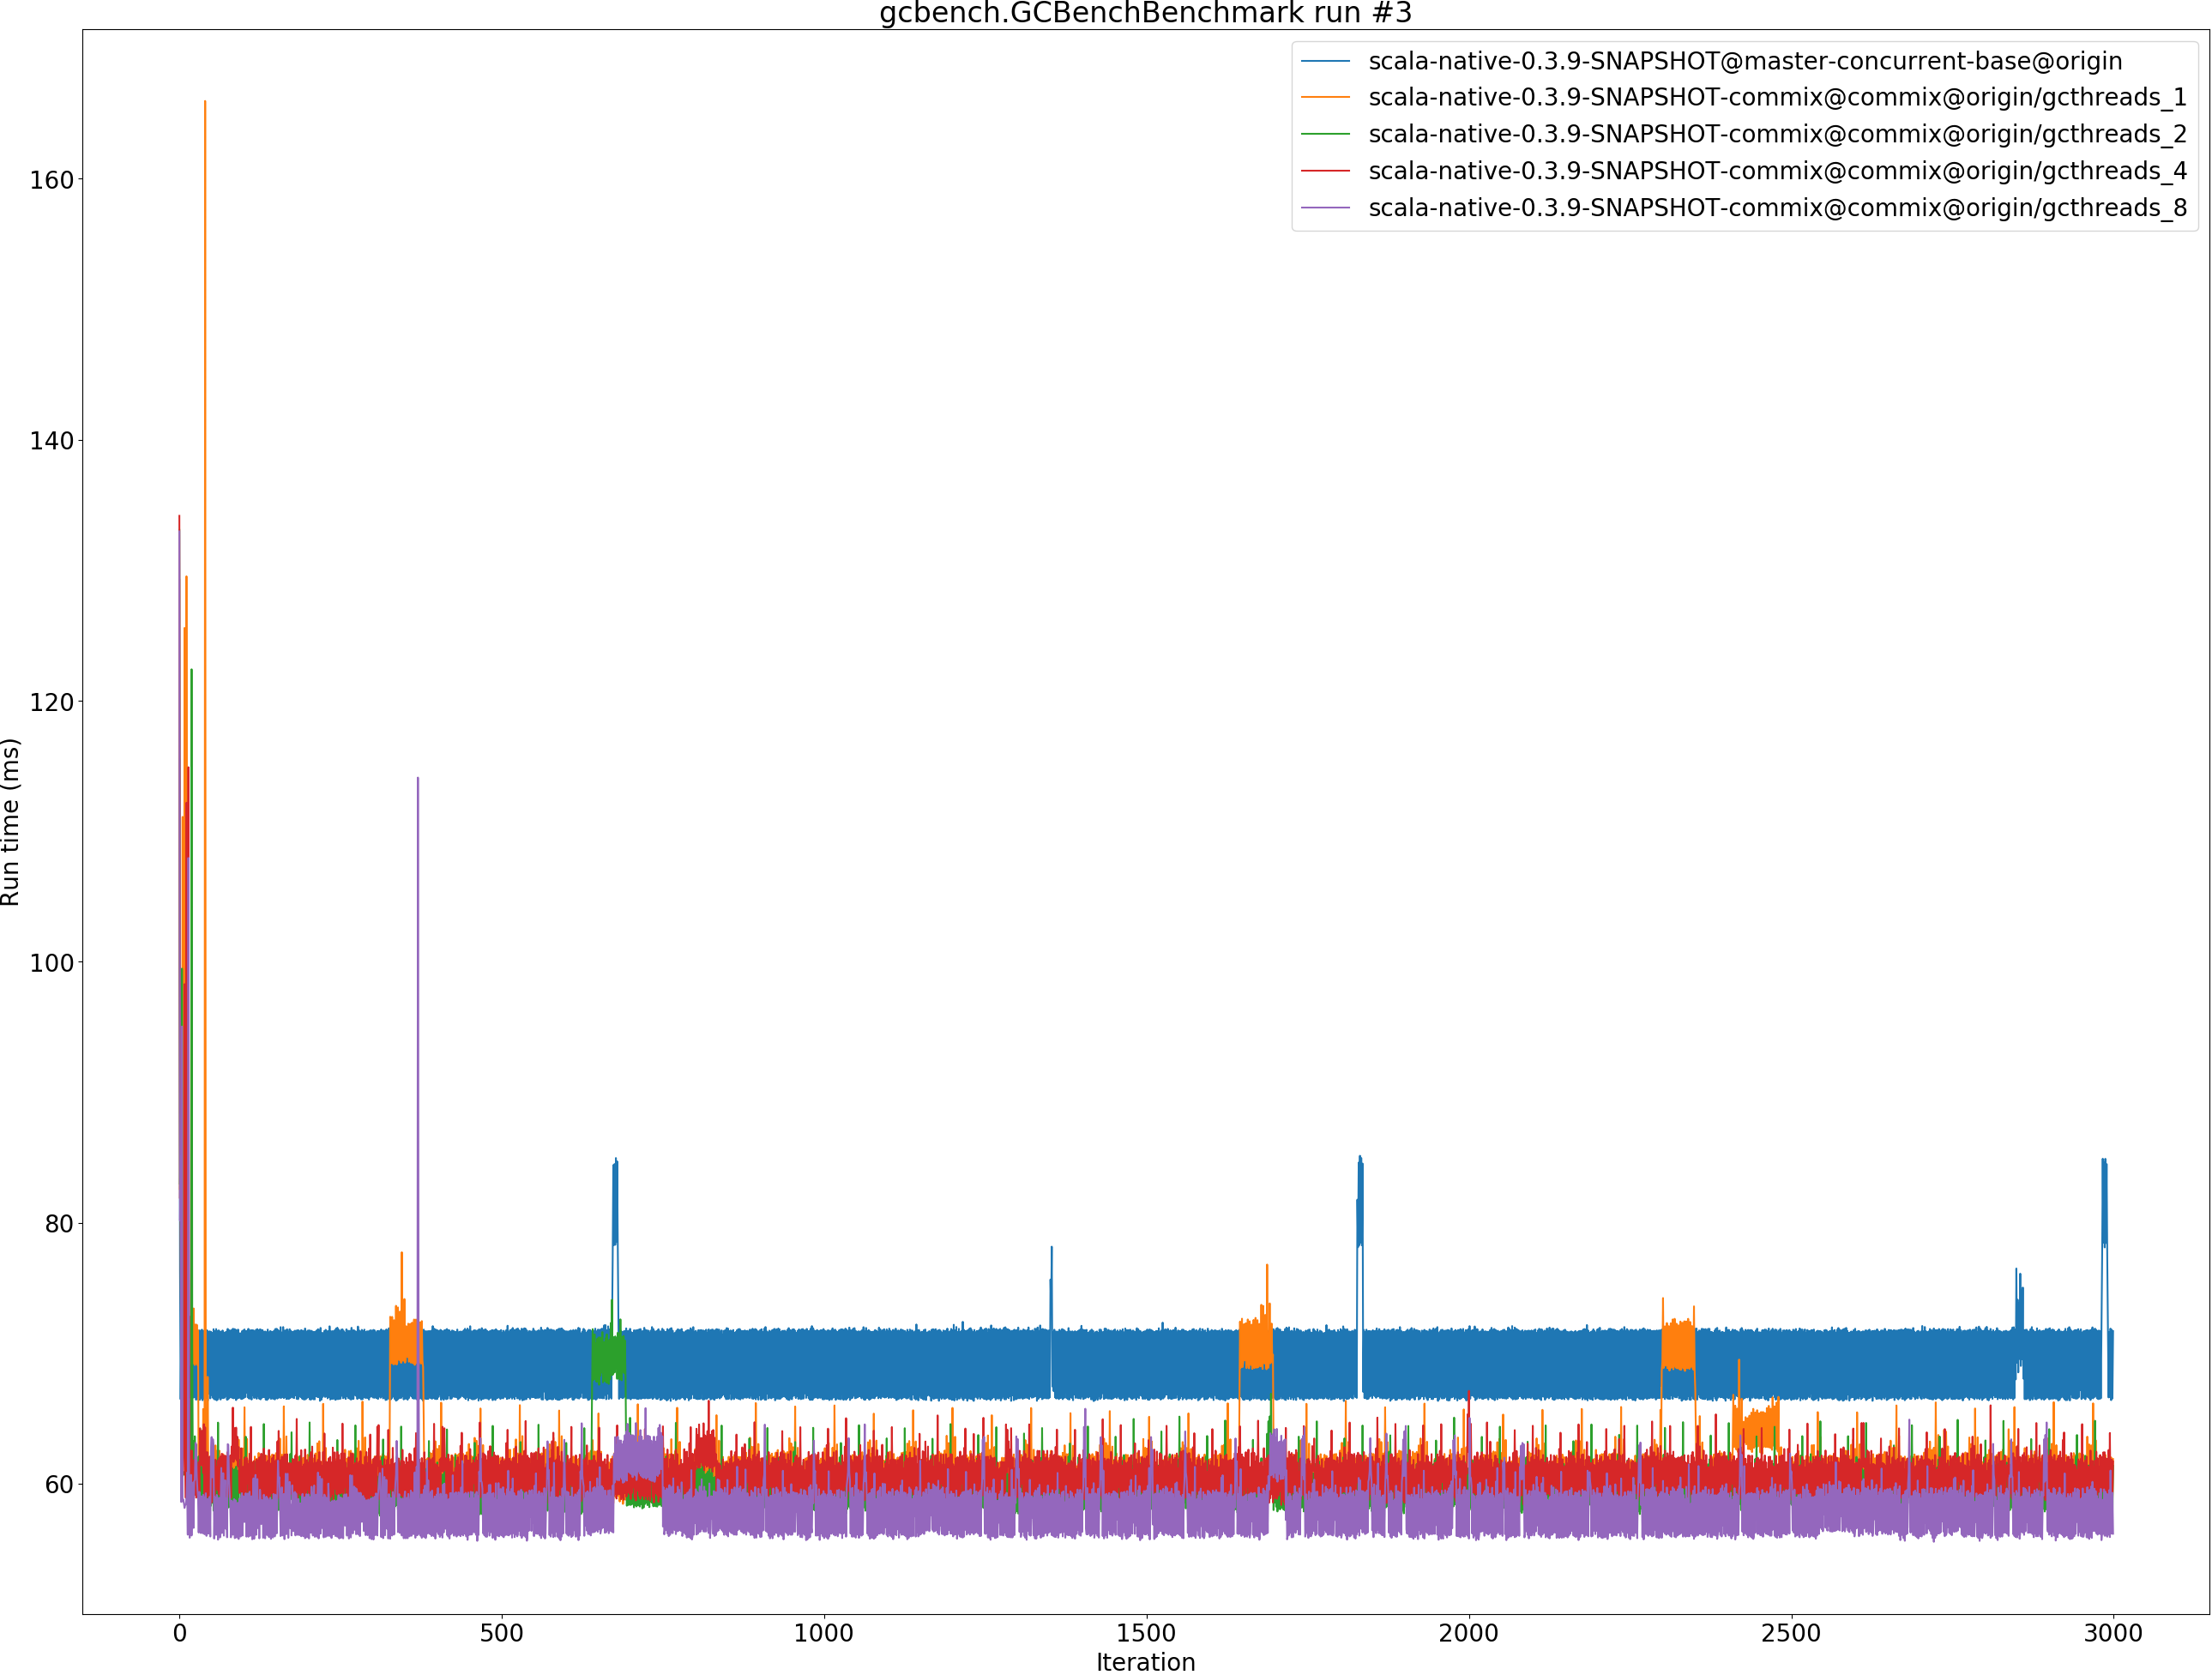 gcbench.GCBenchBenchmark run #3
scala-native-0.3.9-SNAPSHOT@master-concurrent-base@origin
scala-native-0.3.9-SNAPSHOT-commix@commix@origin/gcthreads_1
scala-native-0.3.9-SNAPSHOT-commix@commix@origin/gcthreads_2
scala-native-0.3.9-SNAPSHOT-commix@commix@origin/gcthreads_4
scala-native-0.3.9-SNAPSHOT-commix@commix@origin/gcthreads_8
160
140
120
100
80
60
Run time (ms)
0 500 1000 1500 2000 2500 3000
Iteration